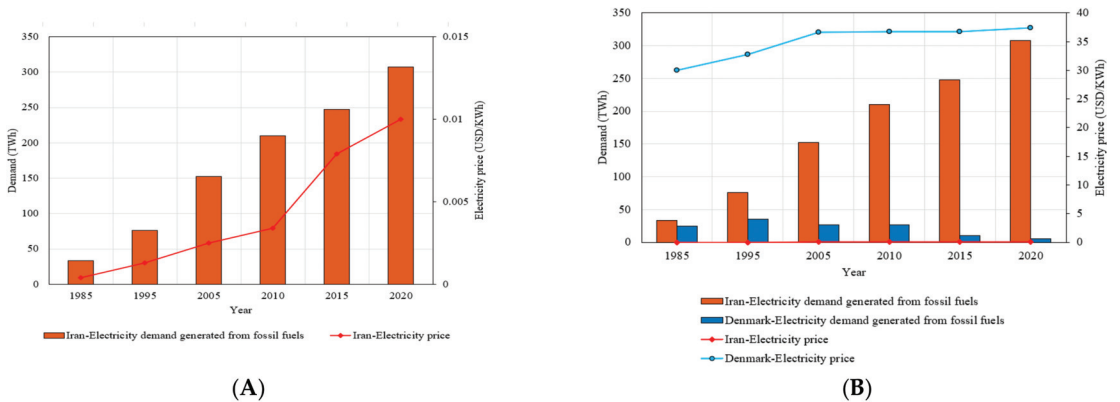 350
300
250
200
150
100
50
0
Demand (TWh)
0.015
0.01
0.005
0
Electricity price (USD/KWh)
1985 1995 2005 2010 2015 2020
Year
Iran-Electricity demand generated from fossil fuels Iran-Electricity price
(A)
350
300
250
200
150
100
50
0
Demand (TWh)
40
35
30
25
20
15
10
5
0
Electricity price (USD/KWh)
1985 1995 2005 2010 2015 2020
Year
Iran-Electricity demand generated from fossil fuels
Denmark-Electricity demand generated from fossil fuels
Iran-Electricity price
Denmark-Electricity price
(B)